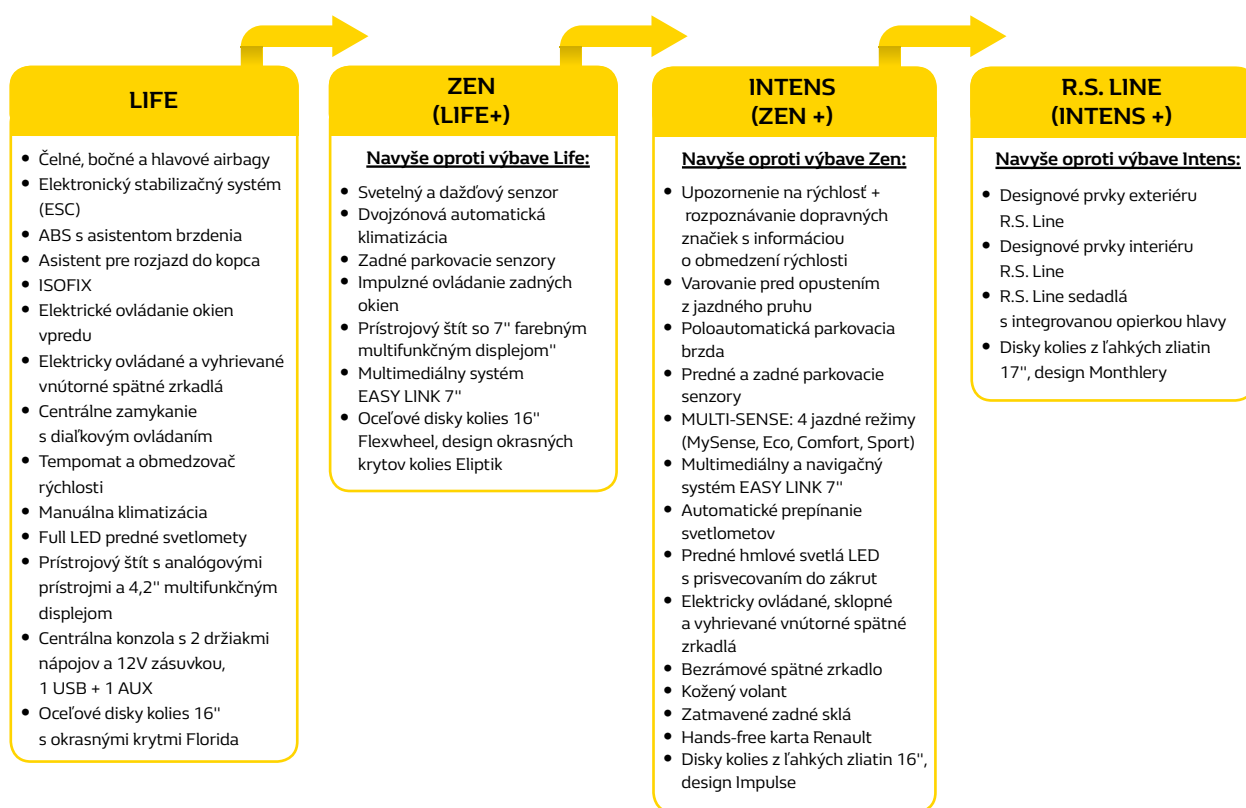 LIFE
• Čelné, bočné a hlavové airbagy
• Elektronický stabilizačný systém
(ESC)
• ABS s asistentom brzdenia
• Asistent pre rozjazd do kopca
• ISOFIX
• Elektrické ovládanie okien
vpredu
• Elektricky ovládané a vyhrievané
vnútorné spätné zrkadlá
• Centrálne zamykanie
s diaľkovým ovládaním
• Tempomat a obmedzovač
rýchlosti
• Manuálna klimatizácia
• Full LED predné svetlomety
• Prístrojový štít s analógovými
prístrojmi a 4,2" multifunkčným
displejom
• Centrálna konzola s 2 držiakmi
nápojov a 12V zásuvkou,
1 USB + 1 AUX
• Oceľové disky kolies 16"
s okrasnými krytmi Florida
ZEN
(LIFE+)
Navyše oproti výbave Life:
• Svetelný a dažďový senzor
• Dvojzónová automatická
klimatizácia
• Zadné parkovacie senzory
• Impulzné ovládanie zadných
okien
• Prístrojový štít so 7" farebným
multifunkčným displejom"
• Multimediálny systém
EASY LINK 7"
• Oceľové disky kolies 16"
Flexwheel, design okrasných
krytov kolies Eliptik
INTENS
(ZEN +)
Navyše oproti výbave Zen:
• Upozornenie na rýchlosť +
rozpoznávanie dopravných
značiek s informáciou
o obmedzení rýchlosti
• Varovanie pred opustením
z jazdného pruhu
• Poloautomatická parkovacia
brzda
• Predné a zadné parkovacie
senzory
• MULTI-SENSE: 4 jazdné režimy
(MySense, Eco, Comfort, Sport)
• Multimediálny a navigačný
systém EASY LINK 7"
• Automatické prepínanie
svetlometov
• Predné hmlové svetlá LED
s prisvecovaním do zákrut
• Elektricky ovládané, sklopné
a vyhrievané vnútorné spätné
zrkadlá
• Bezrámové spätné zrkadlo
• Kožený volant
• Zatmavené zadné sklá
• Hands-free karta Renault
• Disky kolies z ľahkých zliatin 16",
design Impulse
R.S. LINE
(INTENS +)
Navyše oproti výbave Intens:
• Designové prvky exteriéru
R.S. Line
• Designové prvky interiéru
R.S. Line
• R.S. Line sedadlá
s integrovanou opierkou hlavy
• Disky kolies z ľahkých zliatin
17", design Monthlery